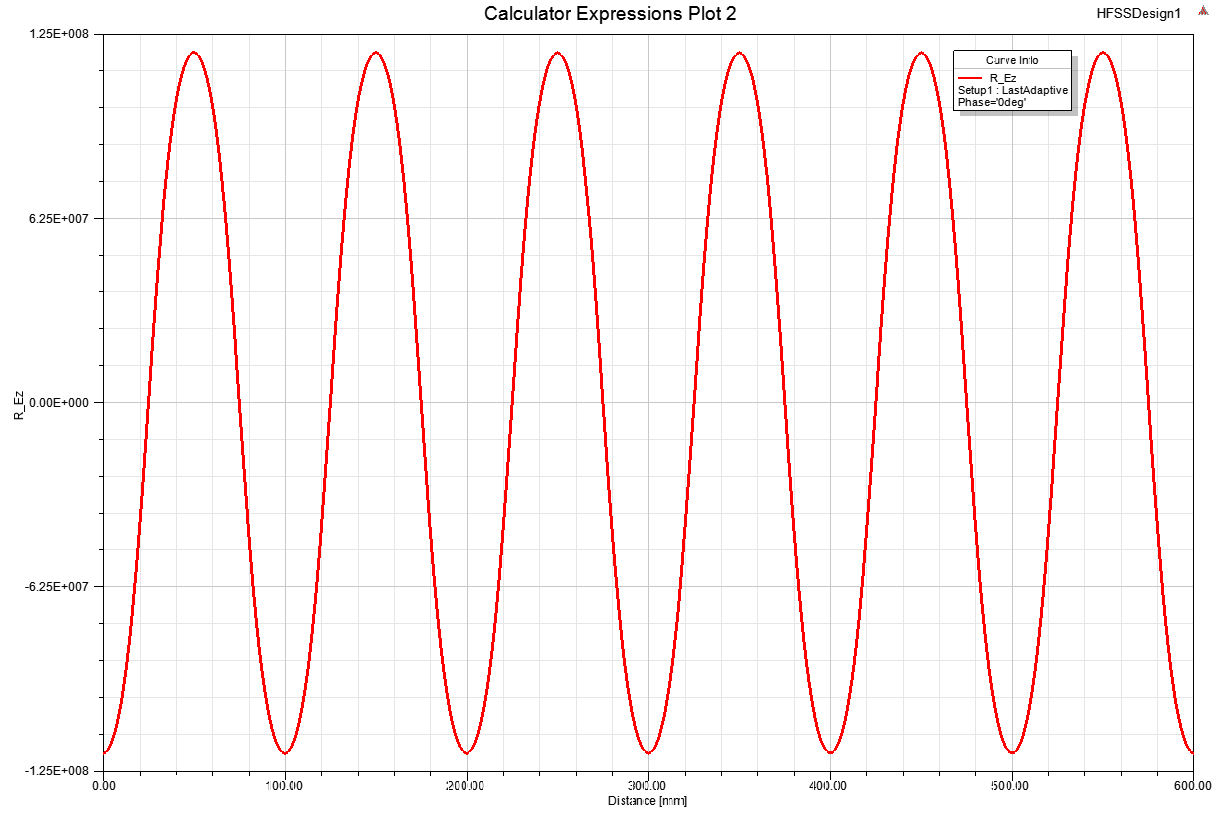 Calculator Expressions Plot 2
HFSSDesign1
1.25E+008
6.25E+007
0.00E+000
-6.25E+007
-1.25E+008
R_Ez
Curve Info
R_Ez
Setup1 : LastAdaptive
Phase='0deg'
0.00
100.00
200.00
300.00
400.00
500.00
600.00
Distance [mm]